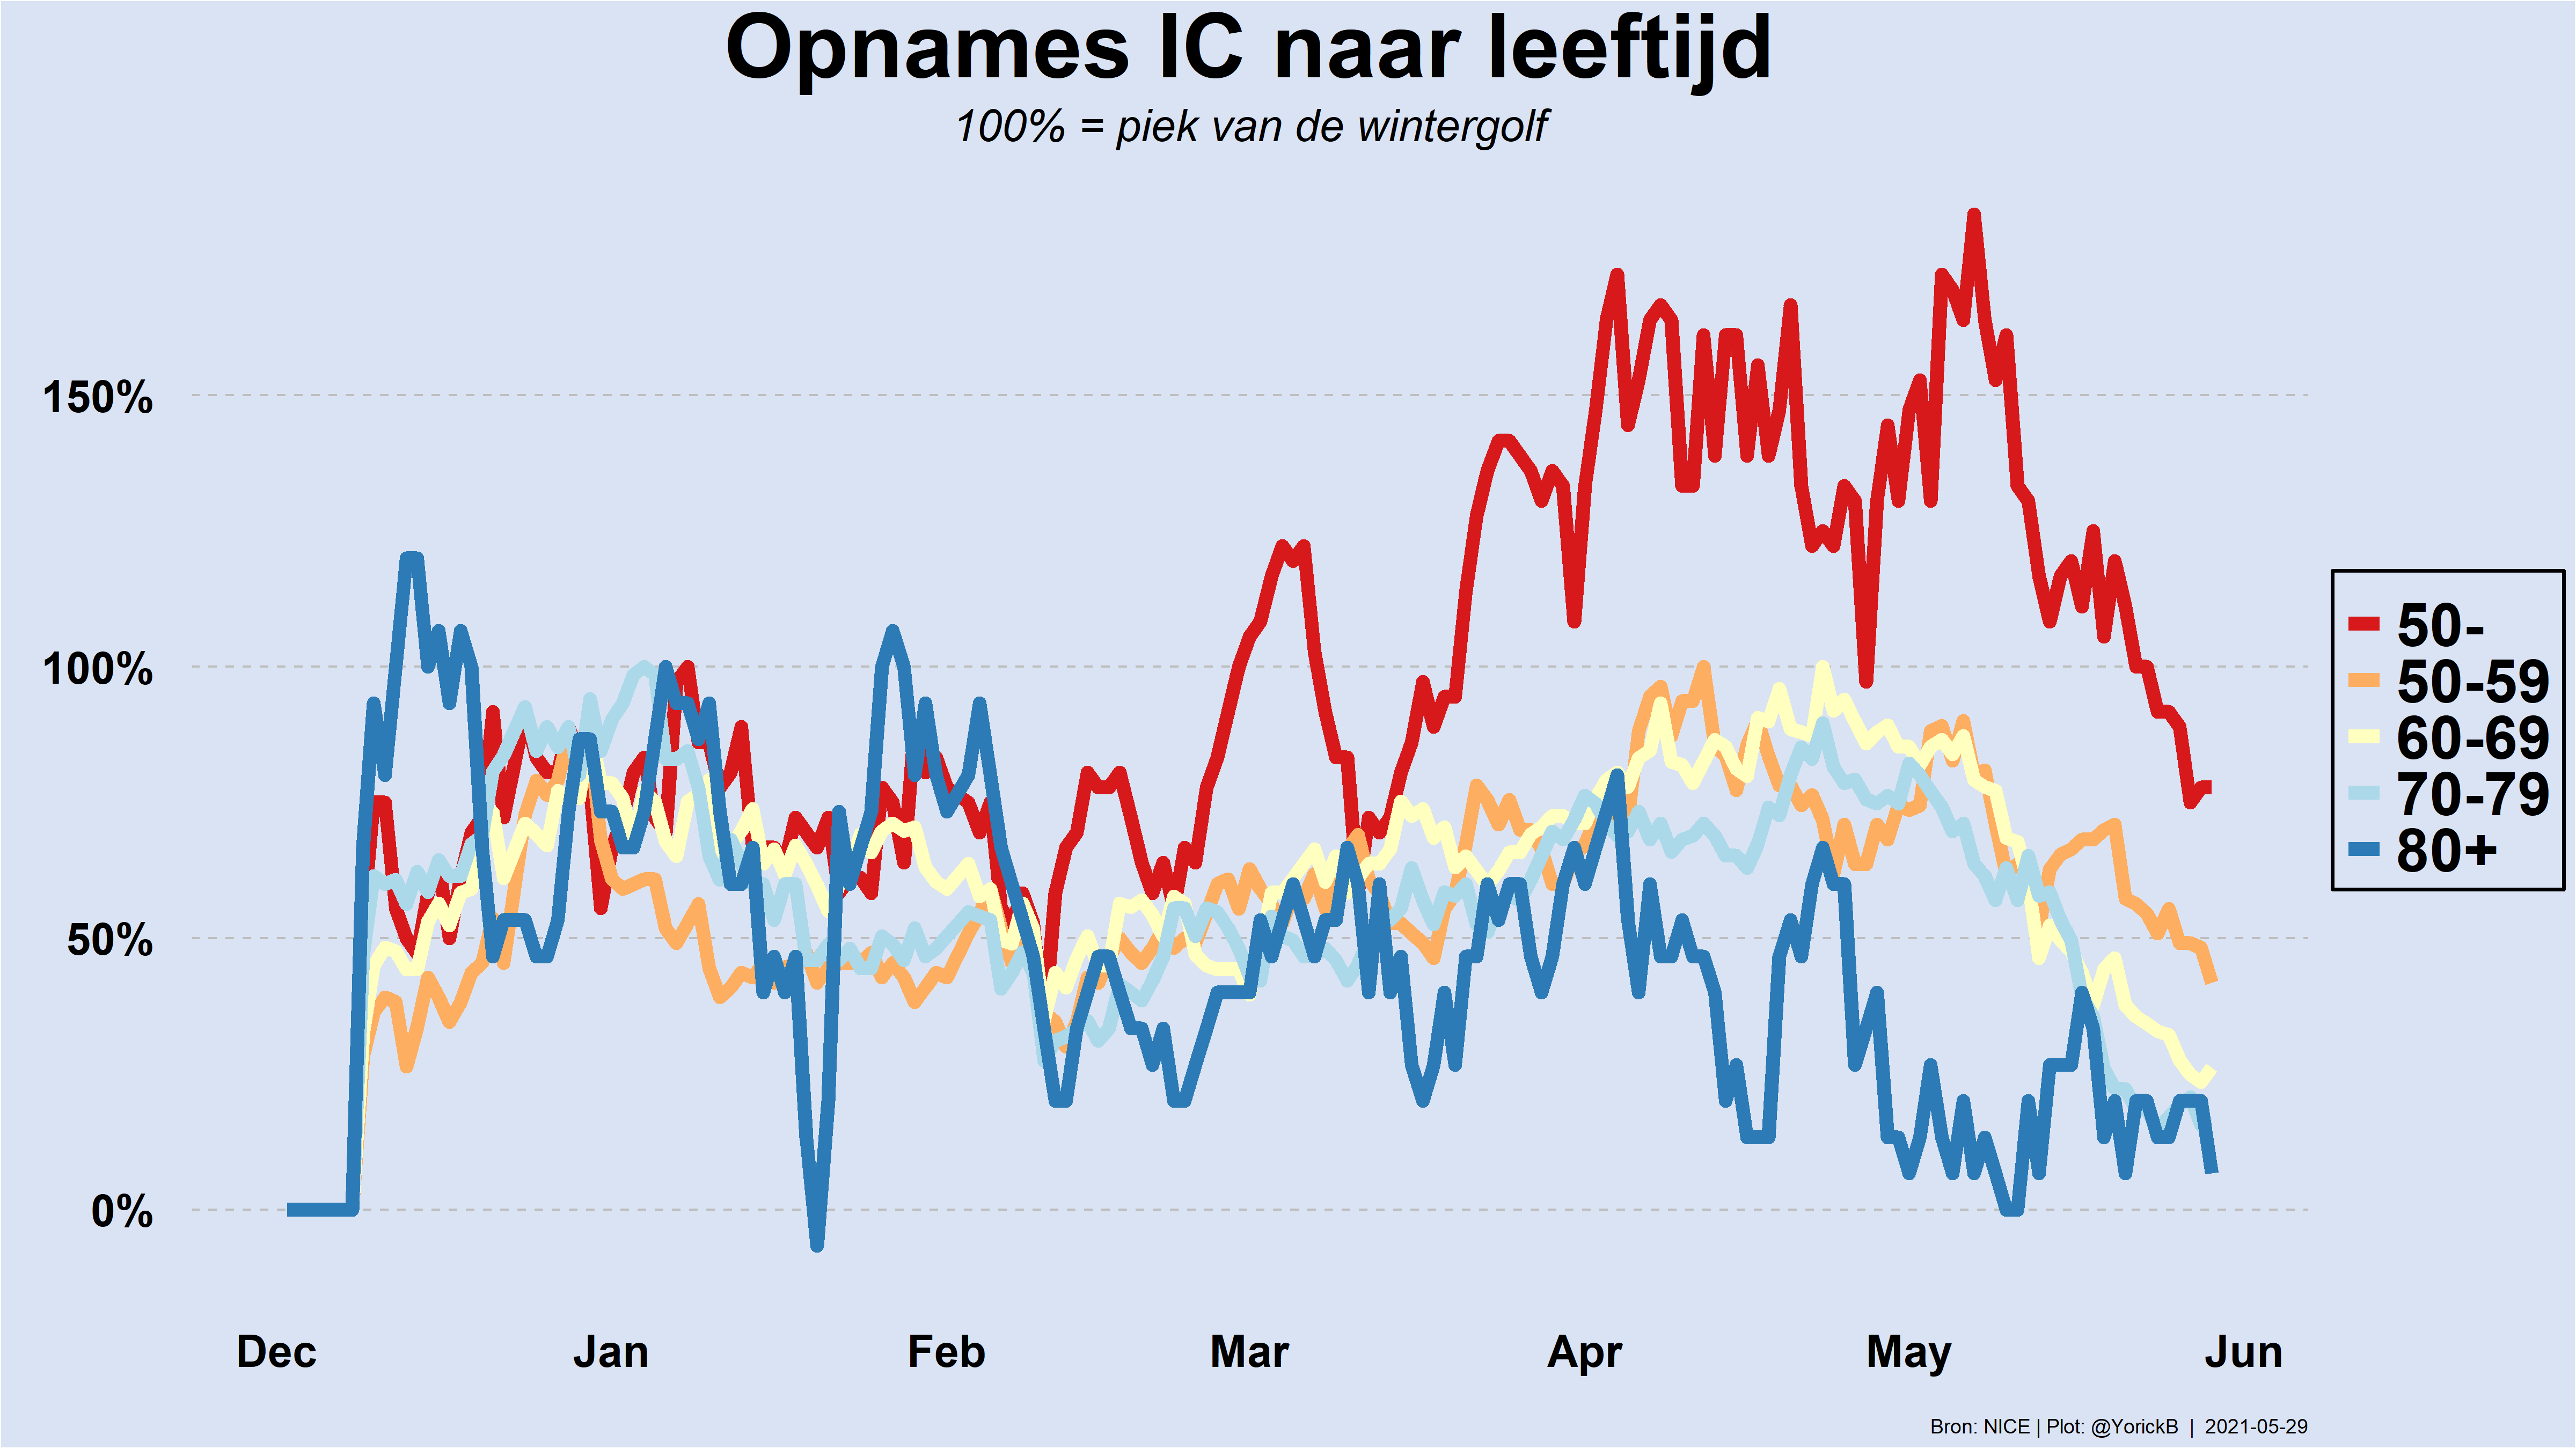 Opnames IC naar leeftijd
100% = piek van de wintergolf
150%
100%
50%
0%
50-
50-59
60-69
70-79
80+
Dec Jan Feb Mar Apr May Jun
Bron: NICE | Plot: @YorickB | 2021-05-29